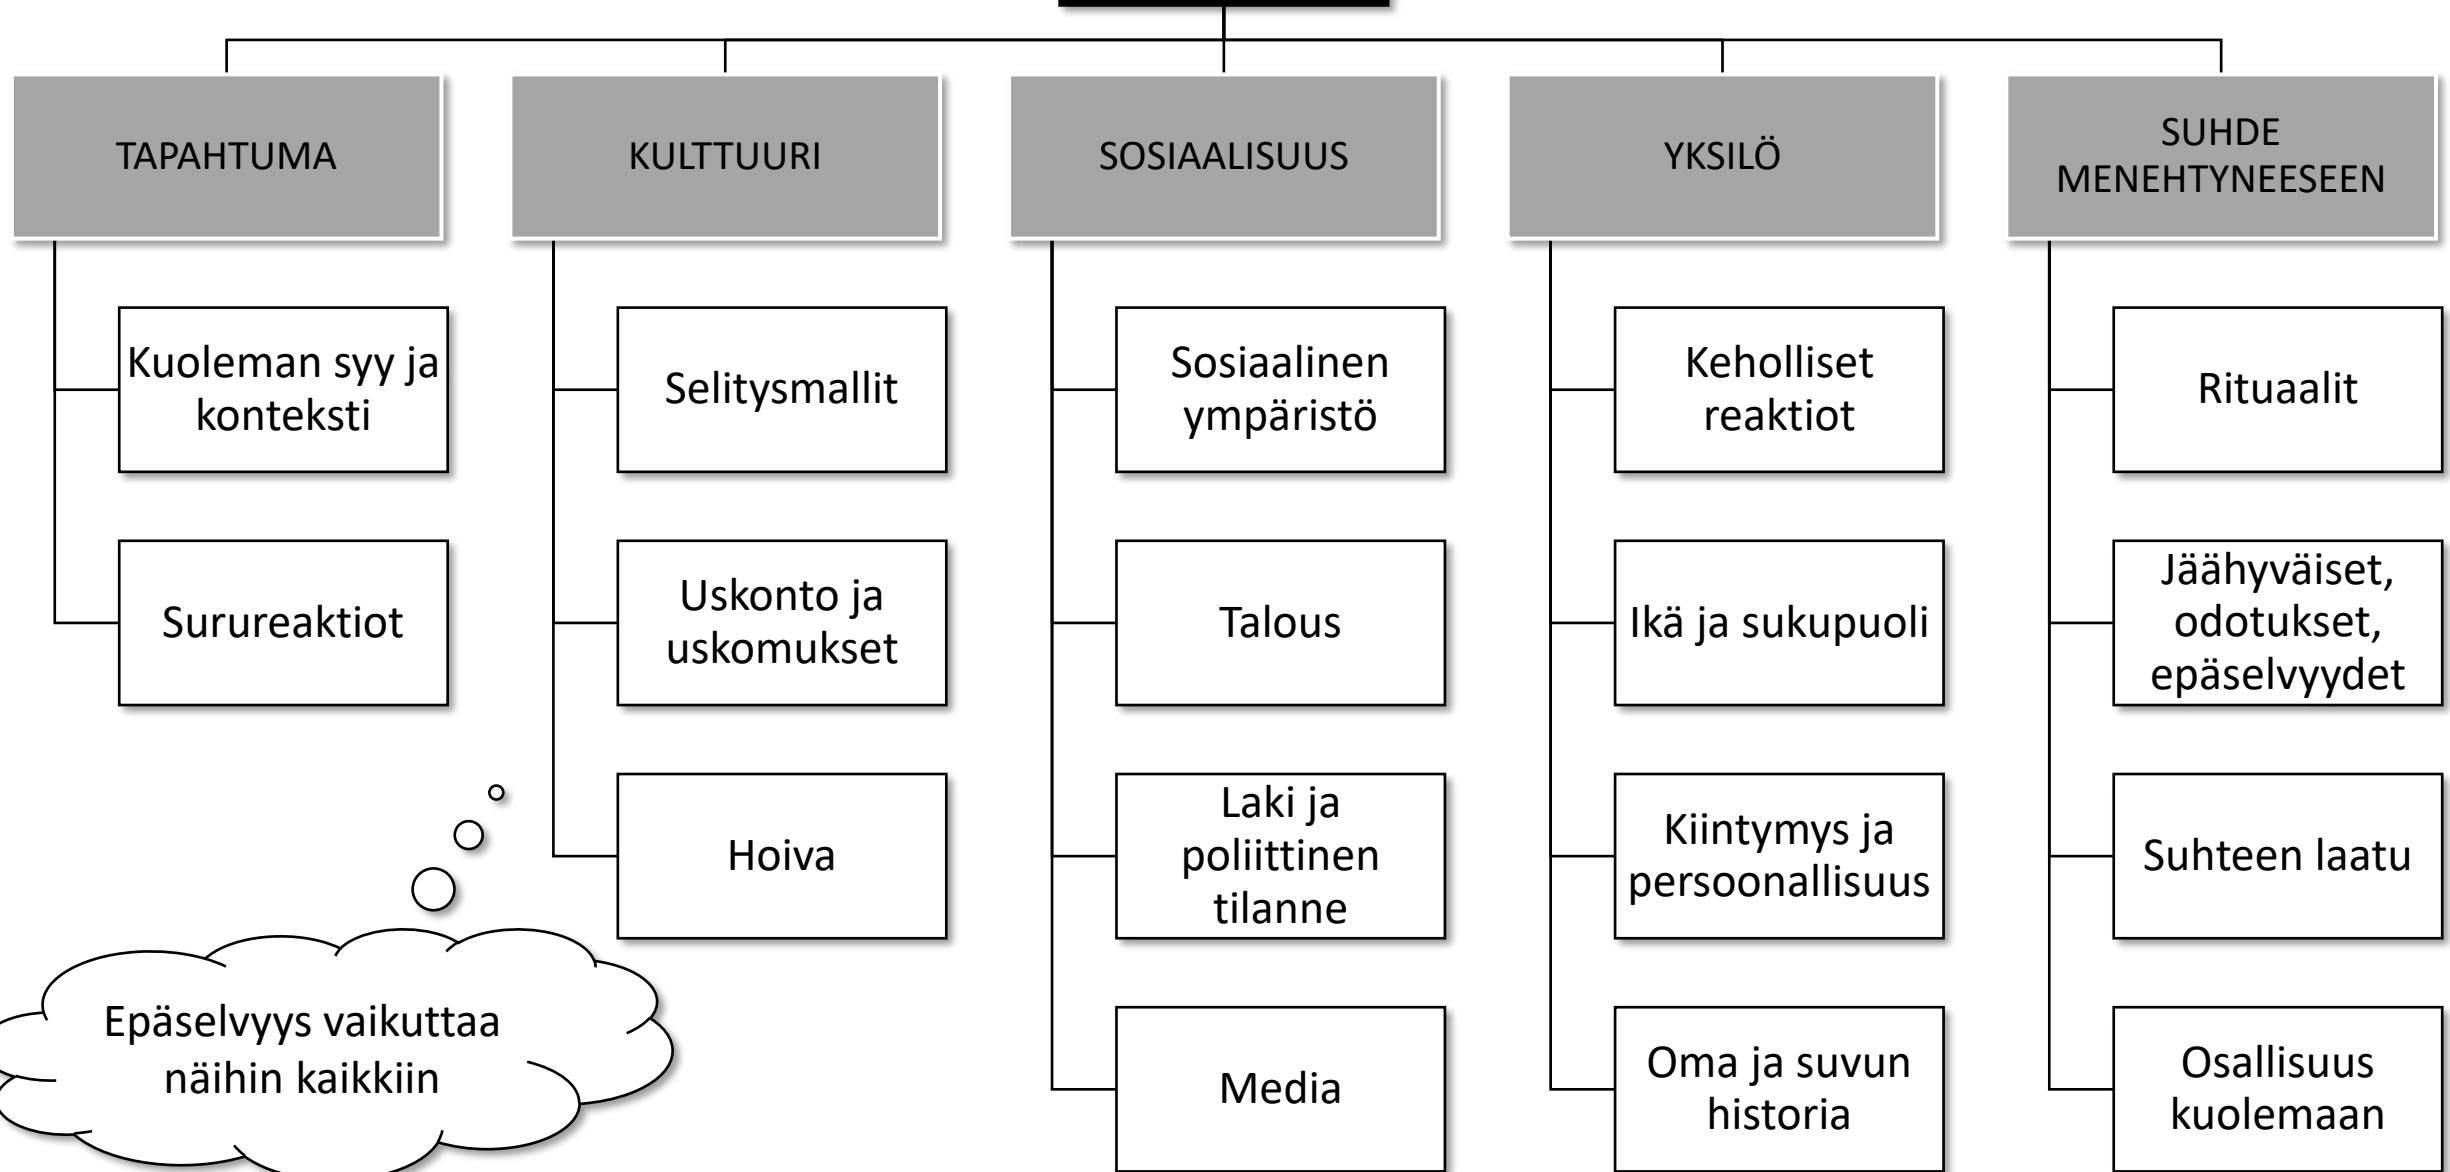 TAPAHTUMA
Kuoleman syy ja
konteksti
Surureaktiot
KULTTUURI
Selitysmallit
Uskonto ja
uskomukset
Hoiva
SOSIAALISUUS
Sosiaalinen
ympäristö
Talous
Laki ja
poliittinen
tilanne
Media
YKSILÖ
Keholliset
reaktiot
Ikä ja sukupuoli
Kiintymys ja
persoonallisuus
Oma ja suvun
historia
SUHDE
MENEHTYNEESEEN
Rituaalit
Jäähyväiset,
odotukset,
epäselvyydet
Suhteen laatu
Osallisuus
kuolemaan
Epäselvyys vaikuttaa
näihin kaikkiin